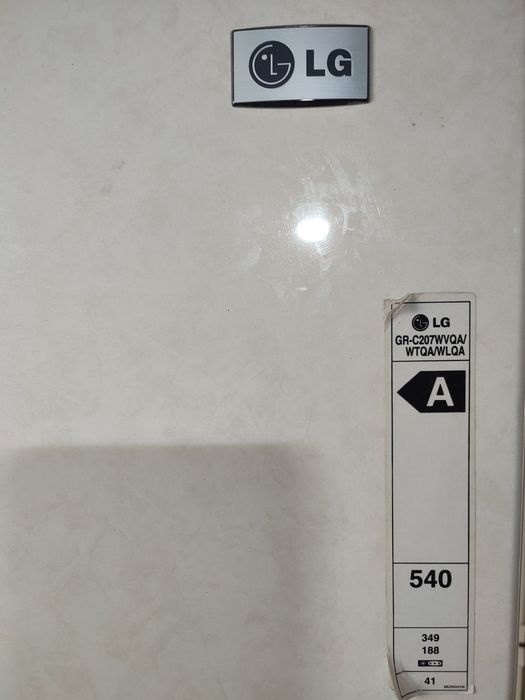 LG
LG
GR-C207WVQA/
WTQA/WLQA
A
540
349
188
41